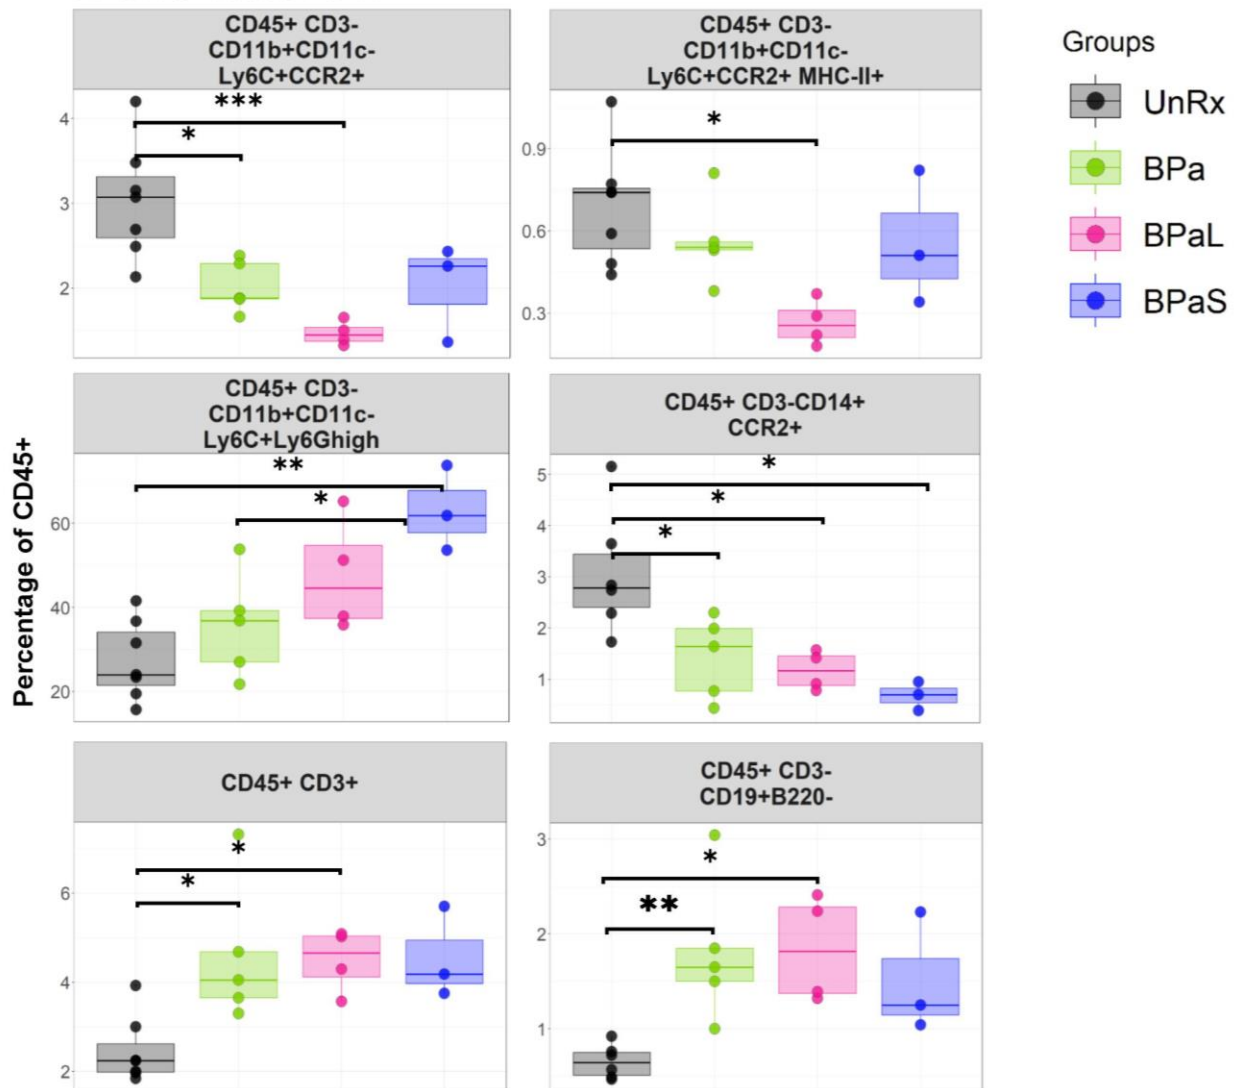 CD45+ CD3-
CD11b+CD11c-
Ly6C+CCR2+
***
*
4
3
2
CD45+ CD3-
CD11b+CD11c-
Ly6C+CCR2+ MHC-II+
*
0.9
0.6
0.3
Groups
UnRx
BPa
BPaL
BPaS
Percentage of CD45+
CD45+ CD3-
CD11b+CD11c-
Ly6C+Ly6Ghigh
**
*
60
40
20
CD45+ CD3-CD14+
CCR2+
*
*
*
5
4
3
2
1
CD45+ CD3+
*
*
6
4
2
CD45+ CD3-
CD19+B220-
*
**
3
2
1